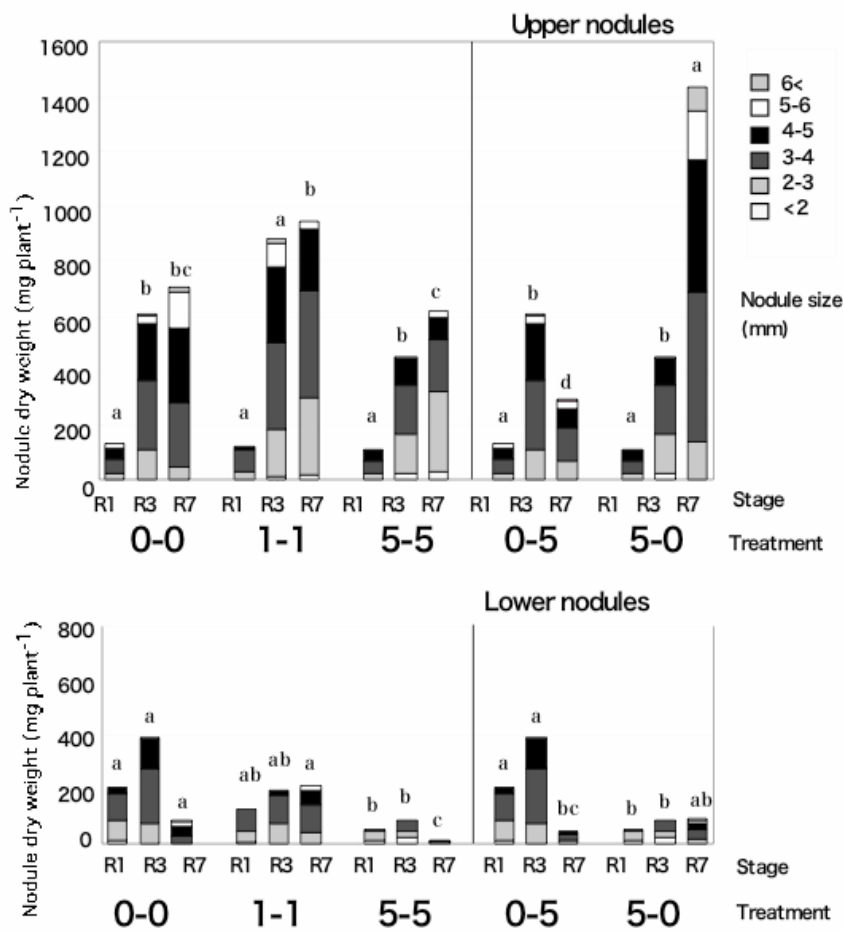 Upper nodules
1600
1400
1200
1000
800
600
400
200
0
Nodule dry weight (mg plant⁻¹)
a b bc
a a b
a b c
a b d
a b a
6<
5-6
4-5
3-4
2-3
<2
Nodule size
(mm)
R1 R3 R7 R1 R3 R7 R1 R3 R7 R1 R3 R7 R1 R3 R7 Stage
0-0 1-1 5-5 0-5 5-0 Treatment
Lower nodules
800
600
400
200
0
Nodule dry weight (mg plant⁻¹)
a a a
ab ab a
b b c
a a bc
b b ab
R1 R3 R7 R1 R3 R7 R1 R3 R7 R1 R3 R7 R1 R3 R7 Stage
0-0 1-1 5-5 0-5 5-0 Treatment